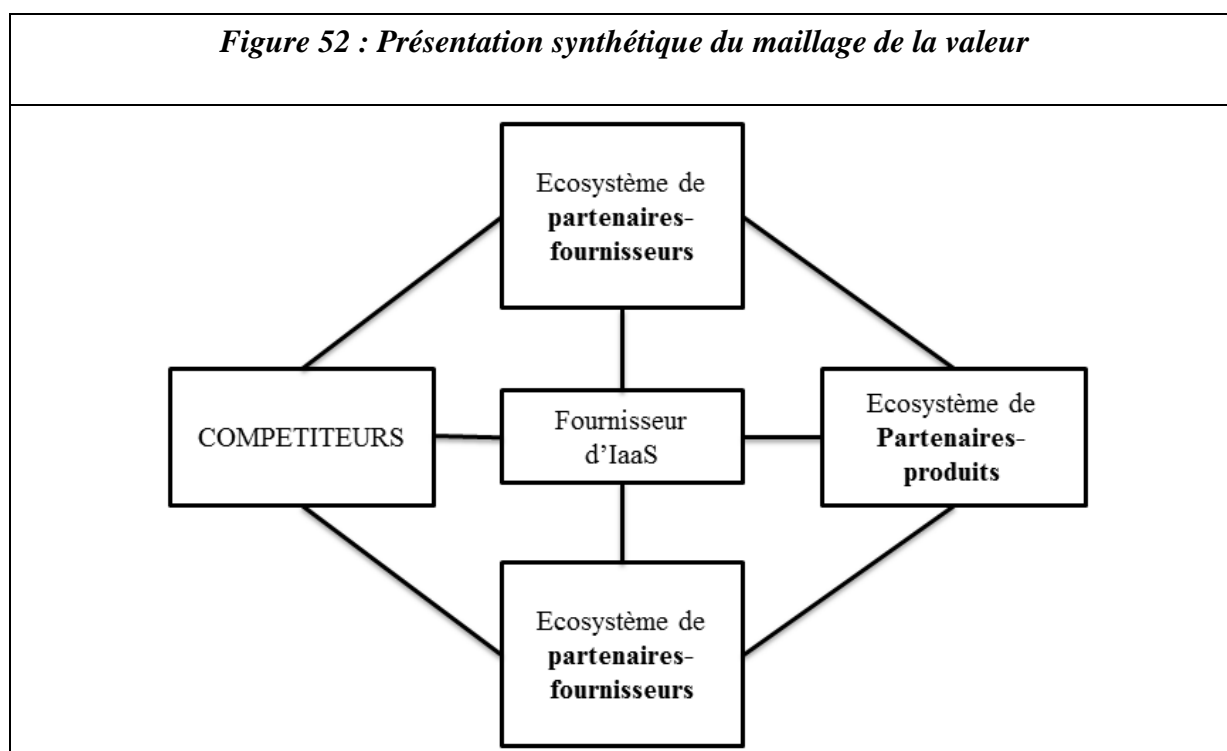 Figure 52 : Présentation synthétique du maillage de la valeur
Ecosystème de
partenaires-
fournisseurs
COMPETITEURS
Fournisseur
d’IaaS
Ecosystème de
Partenaires-
produits
Ecosystème de
partenaires-
fournisseurs